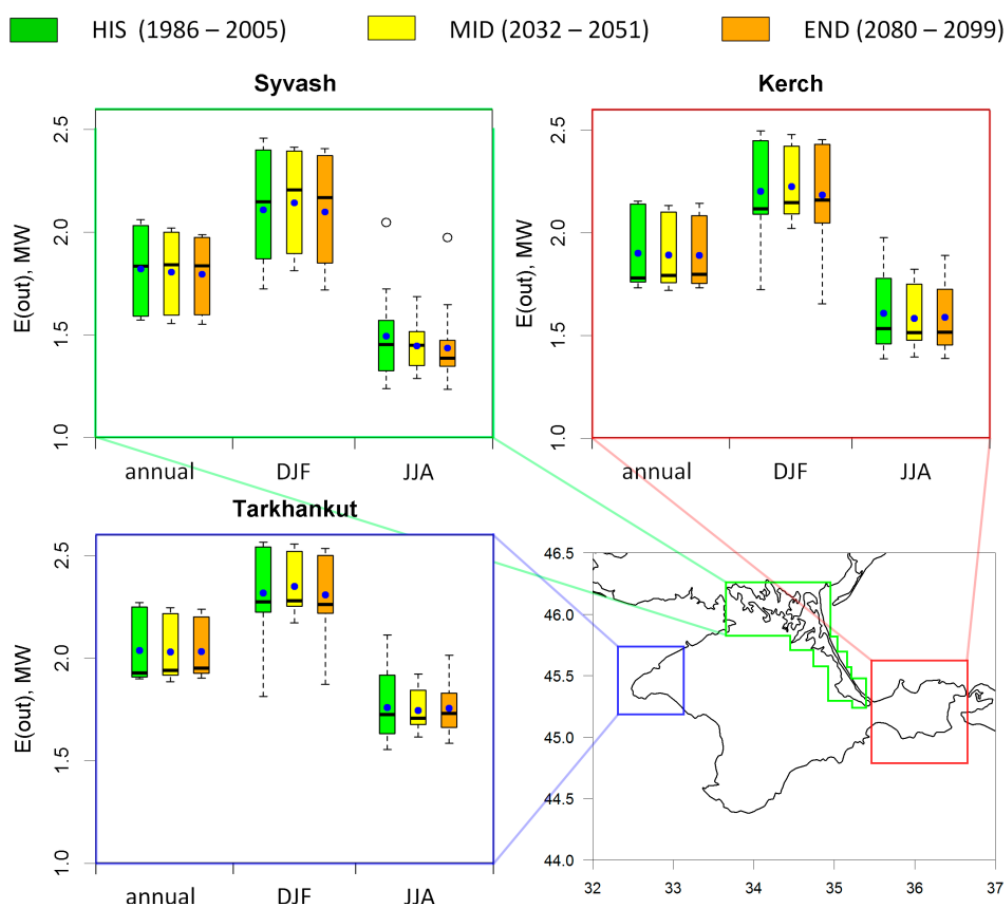 HIS (1986 – 2005) MID (2032 – 2051) END (2080 – 2099)
Syvash
E(out), MW
2.5
2.0
1.5
1.0
annual DJF JJA
Kerch
E(out), MW
2.5
2.0
1.5
1.0
annual DJF JJA
Tarkhankut
E(out), MW
2.5
2.0
1.5
1.0
annual DJF JJA
46.5
46.0
45.5
45.0
44.5
44.0
32 33 34 35 36 37